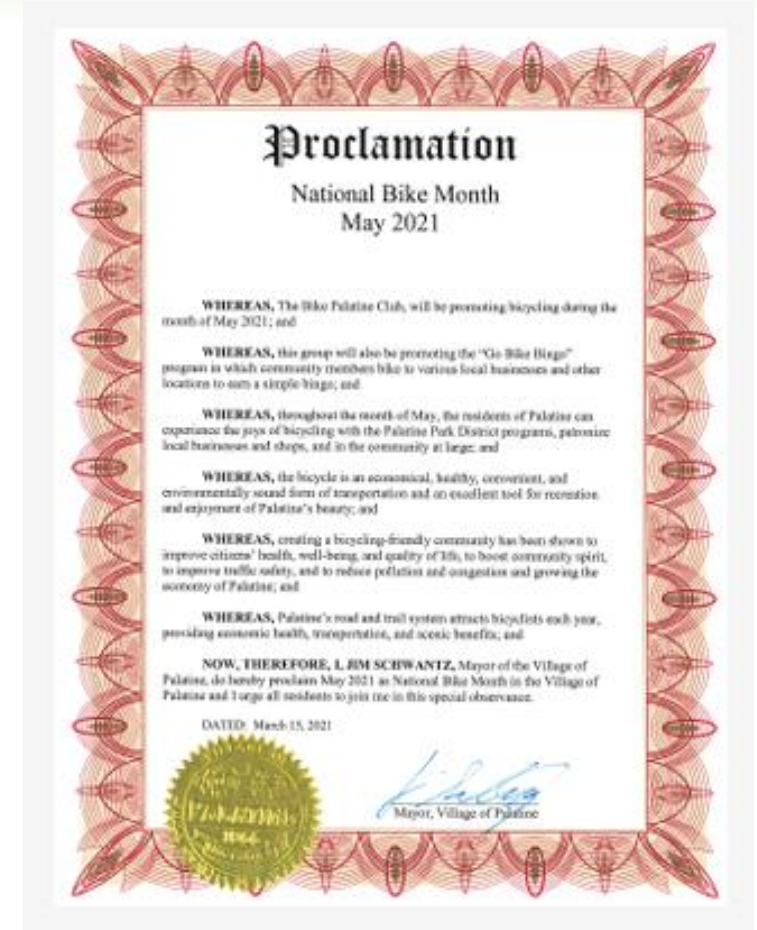 Proclamation
National Bike Month
May 2021
WHEREAS, The Bike Palatine Club, will be promoting bicycling during the
month of May 2021; and
WHEREAS, this group will also be promoting the “Go Bike Bingo”
program in which community members bike to various local businesses and other
locations to earn a simple bingo; and
WHEREAS, throughout the month of May, the residents of Palatine can
experience the joys of bicycling with the Palatine Park District programs, patronize
local businesses and shops, and in the community at large; and
WHEREAS, the bicycle is an economical, healthy, convenient, and
environmentally sound form of transportation and an excellent tool for recreation
and enjoyment of Palatine’s beauty; and
WHEREAS, creating a bicycling-friendly community has been shown to
improve citizens’ health, well-being, and quality of life, to boost community spirit,
to improve traffic safety, and to reduce pollution and congestion and growing the
economy of Palatine; and
WHEREAS, Palatine’s road and trail system attracts bicyclists each year,
providing economic health, transportation, and scenic benefits; and
NOW, THEREFORE, I, JIM SCHWANTZ, Mayor of the Village of
Palatine, do hereby proclaim May 2021 as National Bike Month in the Village of
Palatine and I urge all residents to join me in this special observance.
DATED: March 15, 2021
Mayor, Village of Palatine
PALATINE
1866